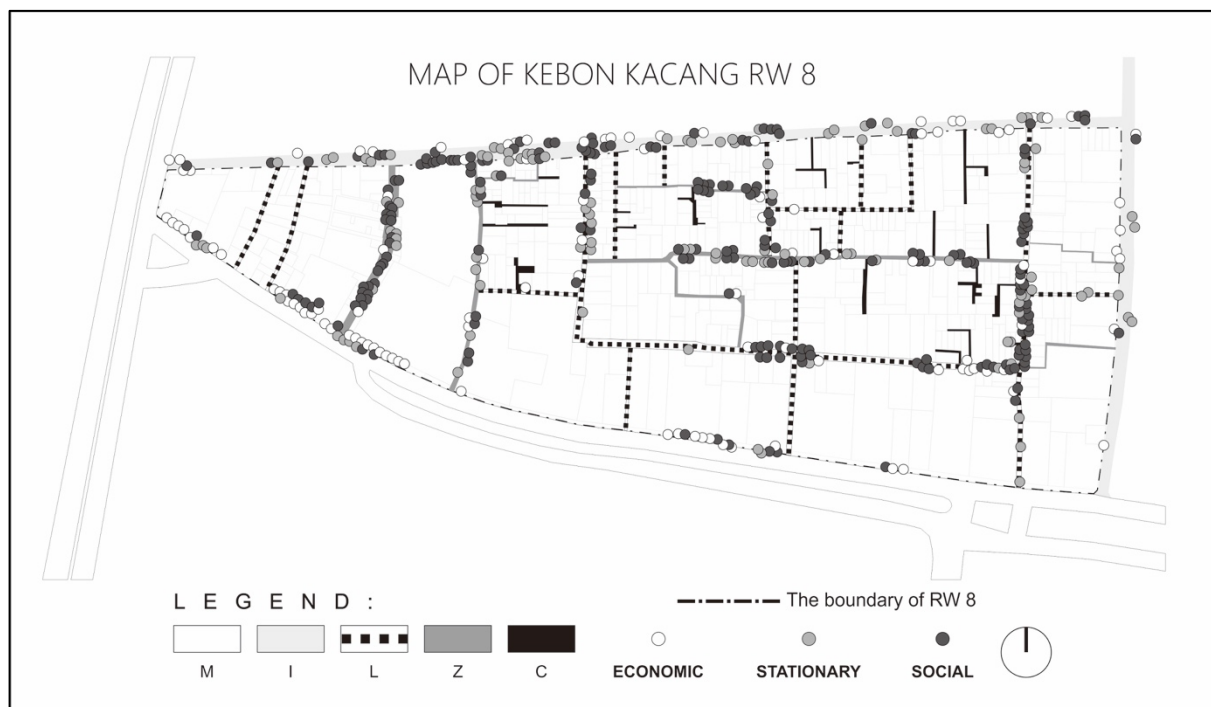 MAP OF KEBON KACANG RW 8
L E G E N D :
The boundary of RW 8
M I L Z C ECONOMIC STATIONARY SOCIAL